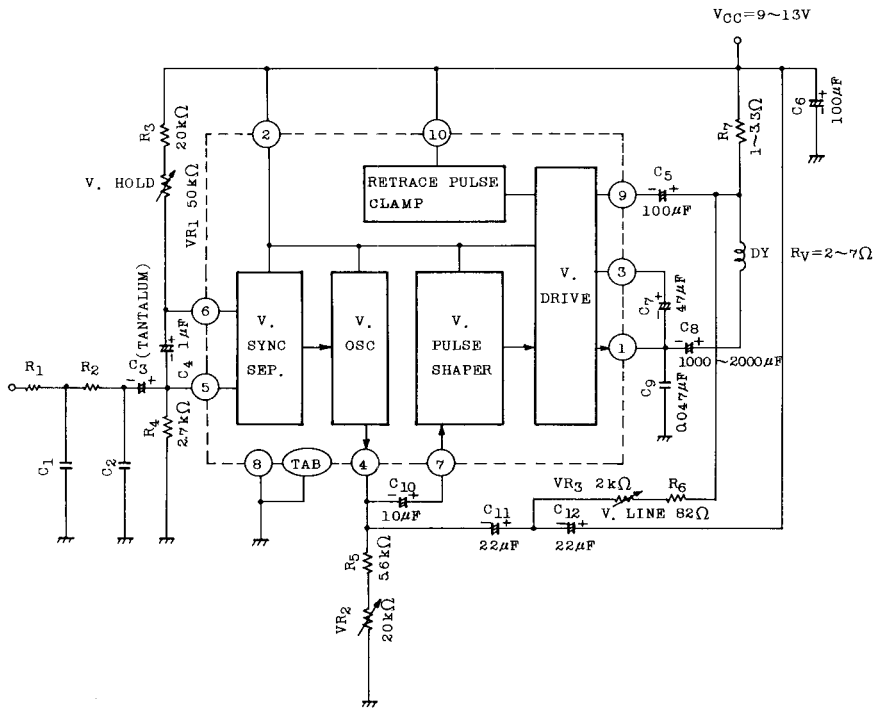 VCC=9~13V
R3
20kΩ
V. HOLD
50kΩ
VR1
2
10
RETRACE PULSE
CLAMP
9
C5
- +
100µF
R7
1~3.3Ω
C6
- +
100µF
DY
RV=2~7Ω
(TANTALUM)
6
1µF
- +
C4
C3
- +
5
V.
SYNC
SEP.
V.
OSC
V.
PULSE
SHAPER
V.
DRIVE
3
C7
- +
47µF
1
C8
- +
1000~2000µF
C9
0.047µF
R1
R2
R4
2.7kΩ
C1
C2
8
TAB
4
7
C10
- +
10µF
VR3
2kΩ
R6
V. LINE
82Ω
C11
- +
22µF
C12
- +
22µF
R5
5.6kΩ
VR2
20kΩ